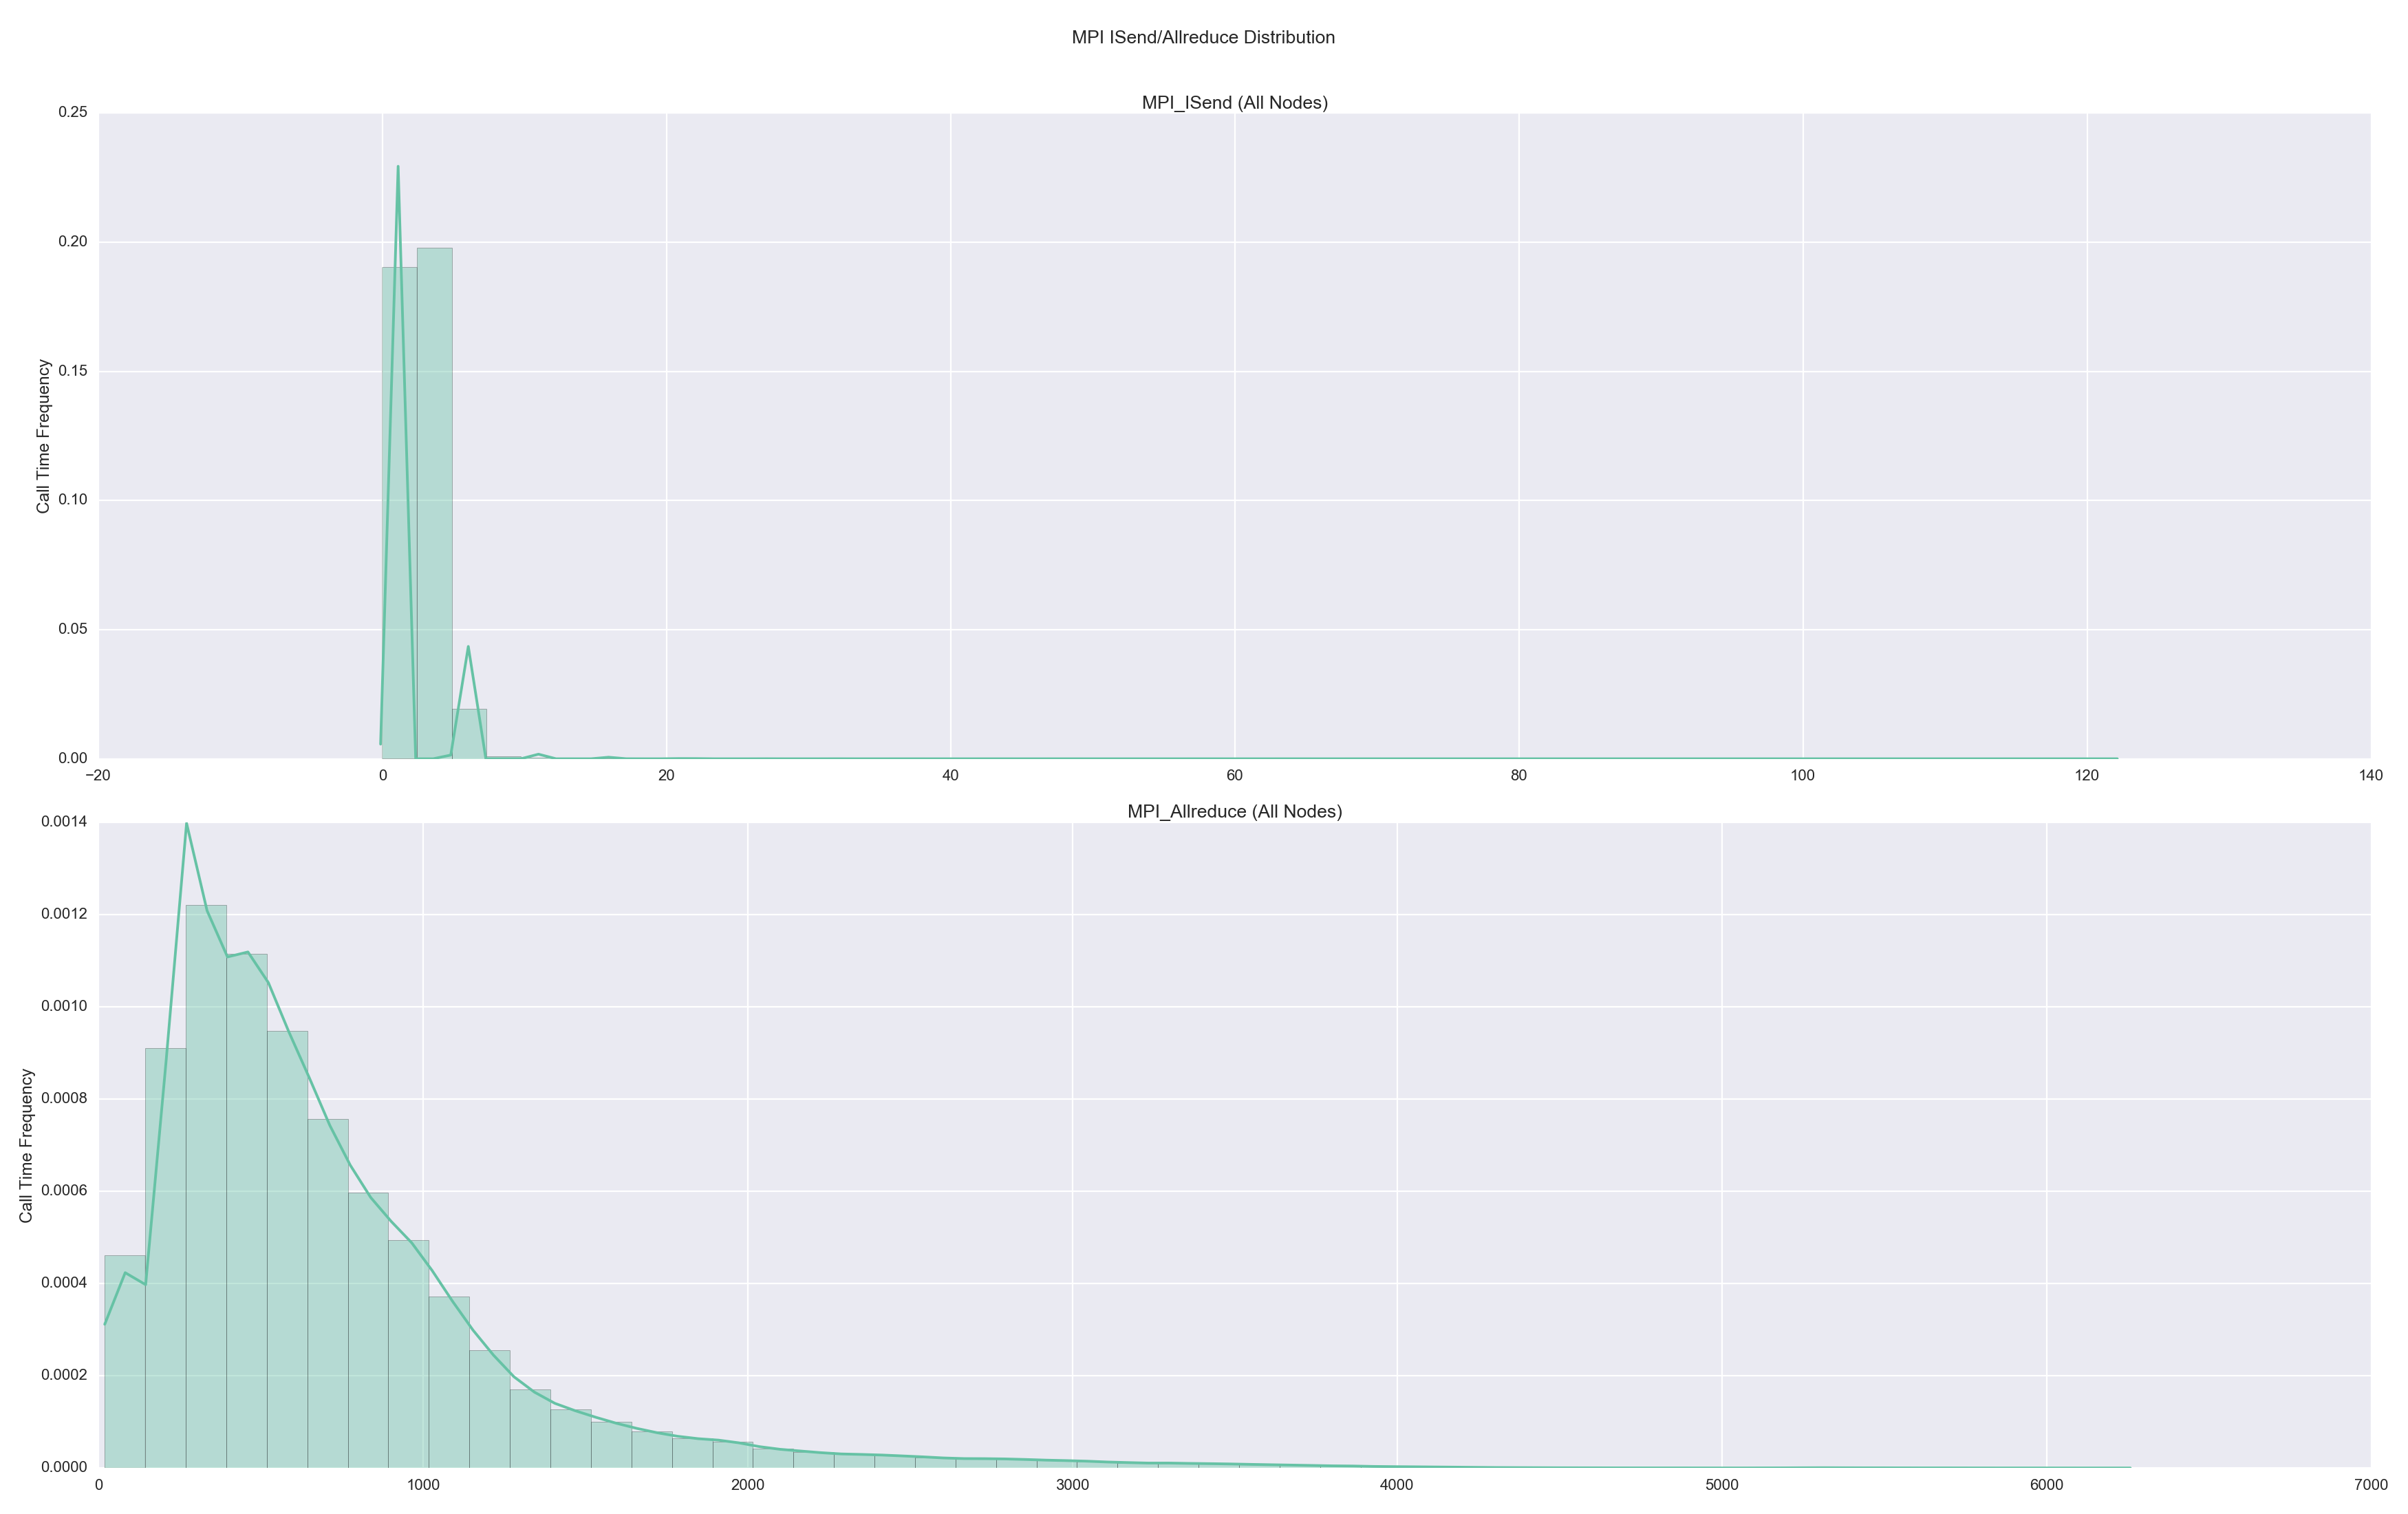 MPI ISend/Allreduce Distribution
MPI_ISend (All Nodes)
Call Time Frequency
0.25
0.20
0.15
0.10
0.05
0.00
−20 0 20 40 60 80 100 120 140
MPI_Allreduce (All Nodes)
Call Time Frequency
0.0014
0.0012
0.0010
0.0008
0.0006
0.0004
0.0002
0.0000
0 1000 2000 3000 4000 5000 6000 7000